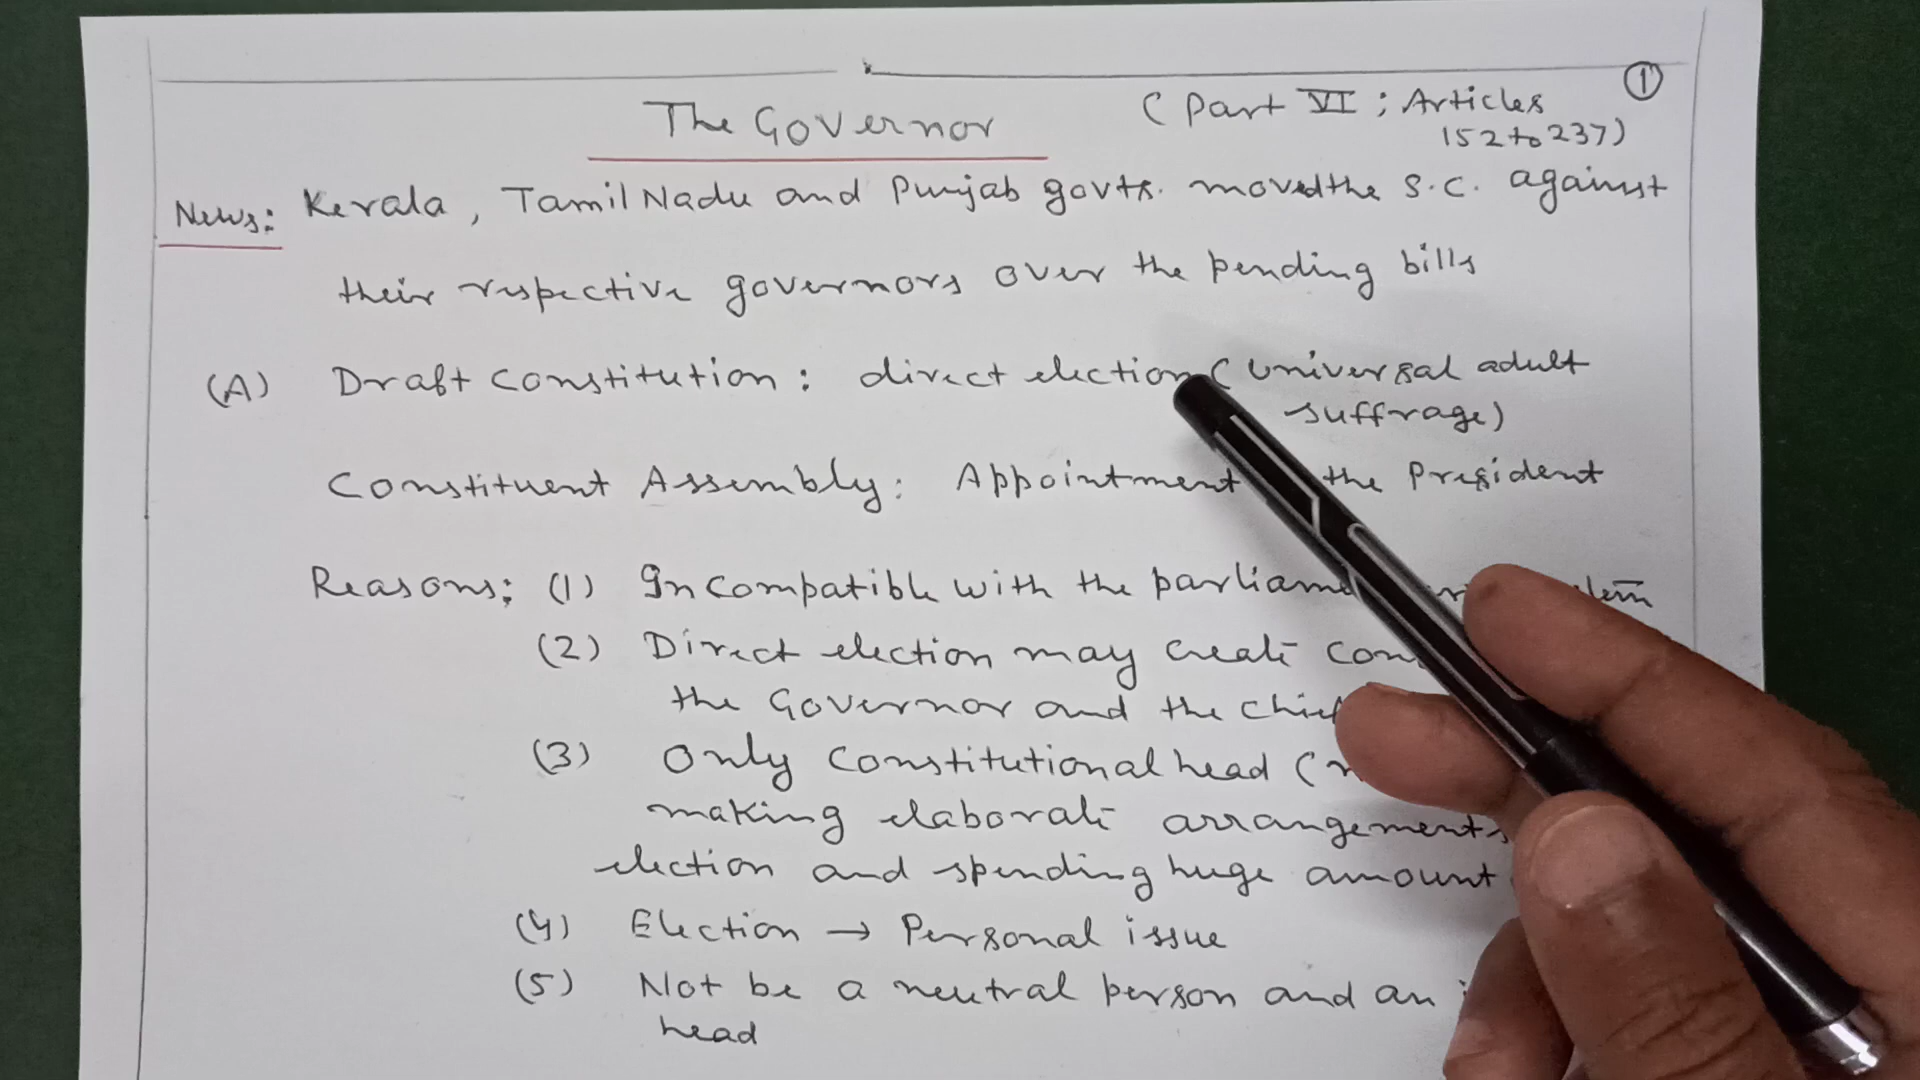 ①
The Governor (Part VI; Articles
152 to 237)
News: Kerala, Tamil Nadu and Punjab govts. moved the S.C. against
their respective governors over the pending bills
(A) Draft Constitution: direct election (universal adult
suffrage)
Constituent Assembly: Appointment the President
Reasons: (1) Incompatible with the
(2) Direct election may create
the Governor and the
(3) Only Constitutional head
making elaborate arrangements
election and spending huge amount
(4) Election → Personal issue
(5) Not be a neutral person and an
head